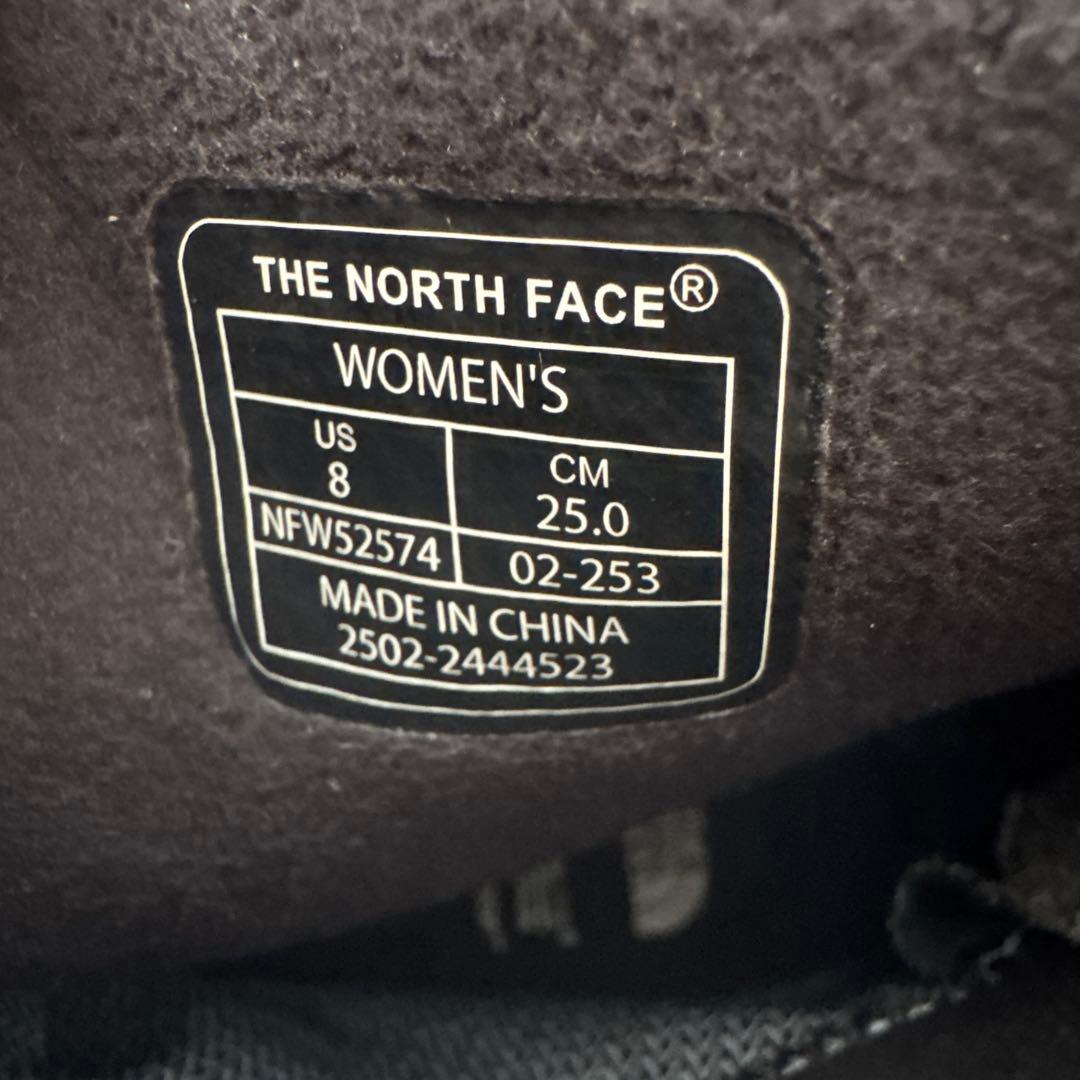 THE NORTH FACE®
WOMEN'S
US CM
8 25.0
NFW52574 02-253
MADE IN CHINA
2502-2444523